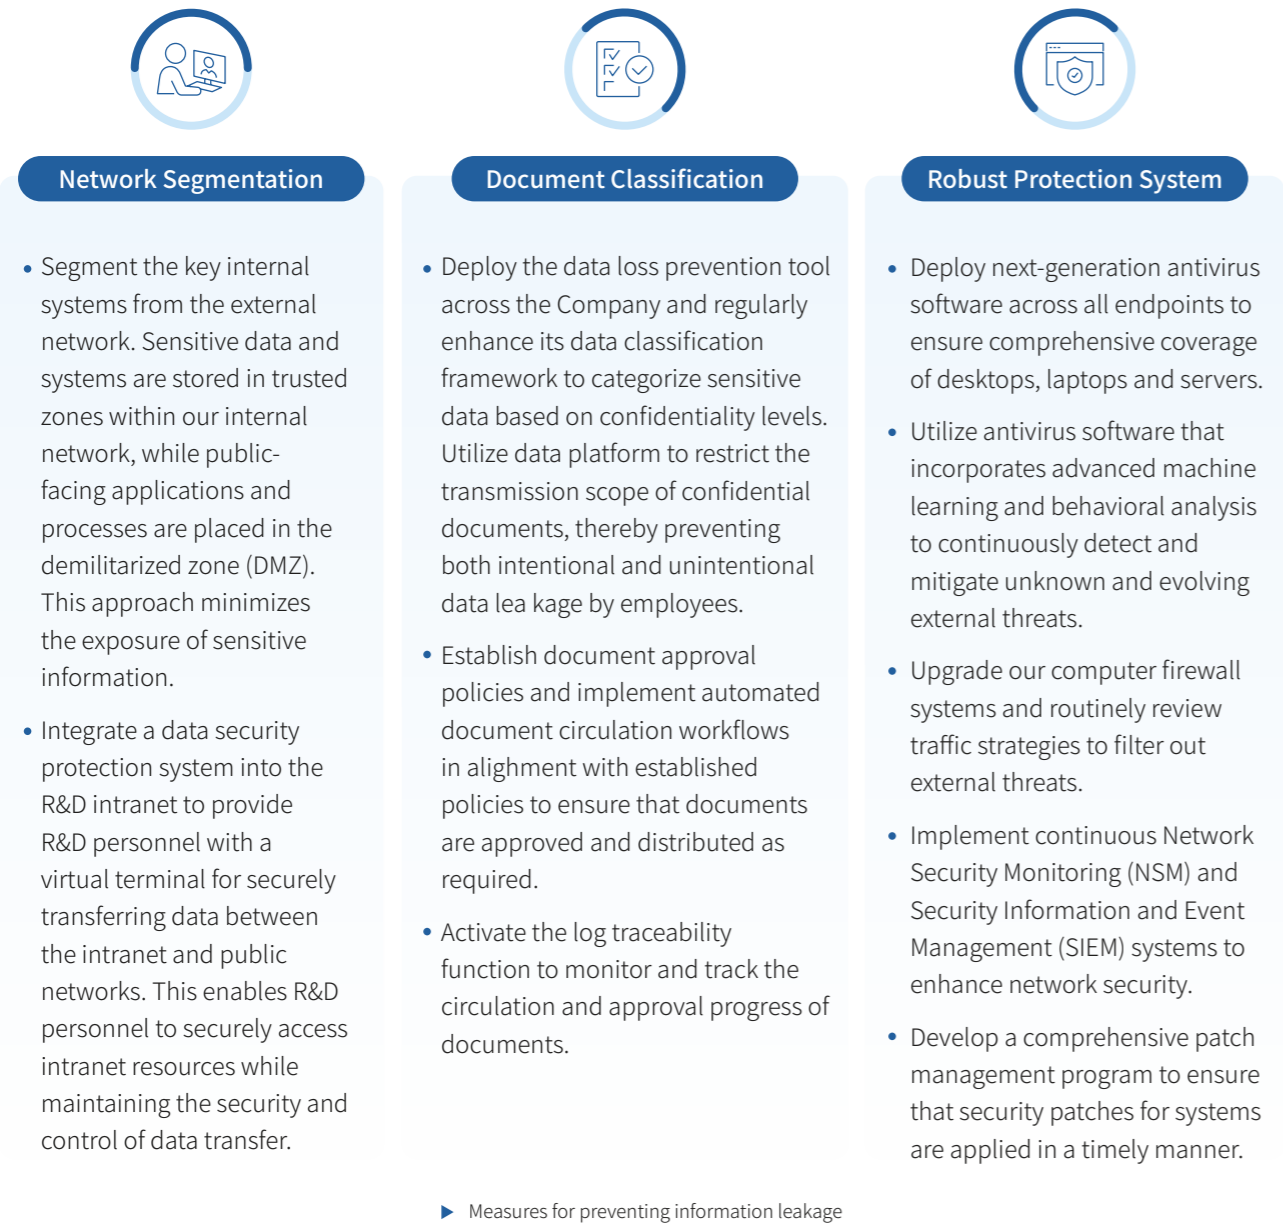 Network Segmentation
Segment the key internal
systems from the external
network. Sensitive data and
systems are stored in trusted
zones within our internal
network, while public-
facing applications and
processes are placed in the
demilitarized zone (DMZ).
This approach minimizes
the exposure of sensitive
information.
Integrate a data security
protection system into the
R&D intranet to provide
R&D personnel with a
virtual terminal for securely
transferring data between
the intranet and public
networks. This enables R&D
personnel to securely access
intranet resources while
maintaining the security and
control of data transfer.
Document Classification
Deploy the data loss prevention tool
across the Company and regularly
enhance its data classification
framework to categorize sensitive
data based on confidentiality levels.
Utilize data platform to restrict the
transmission scope of confidential
documents, thereby preventing
both intentional and unintentional
data lea kage by employees.
Establish document approval
policies and implement automated
document circulation workflows
in alighment with established
policies to ensure that documents
are approved and distributed as
required.
Activate the log traceability
function to monitor and track the
circulation and approval progress of
documents.
Robust Protection System
Deploy next-generation antivirus
software across all endpoints to
ensure comprehensive coverage
of desktops, laptops and servers.
Utilize antivirus software that
incorporates advanced machine
learning and behavioral analysis
to continuously detect and
mitigate unknown and evolving
external threats.
Upgrade our computer firewall
systems and routinely review
traffic strategies to filter out
external threats.
Implement continuous Network
Security Monitoring (NSM) and
Security Information and Event
Management (SIEM) systems to
enhance network security.
Develop a comprehensive patch
management program to ensure
that security patches for systems
are applied in a timely manner.
Measures for preventing information leakage